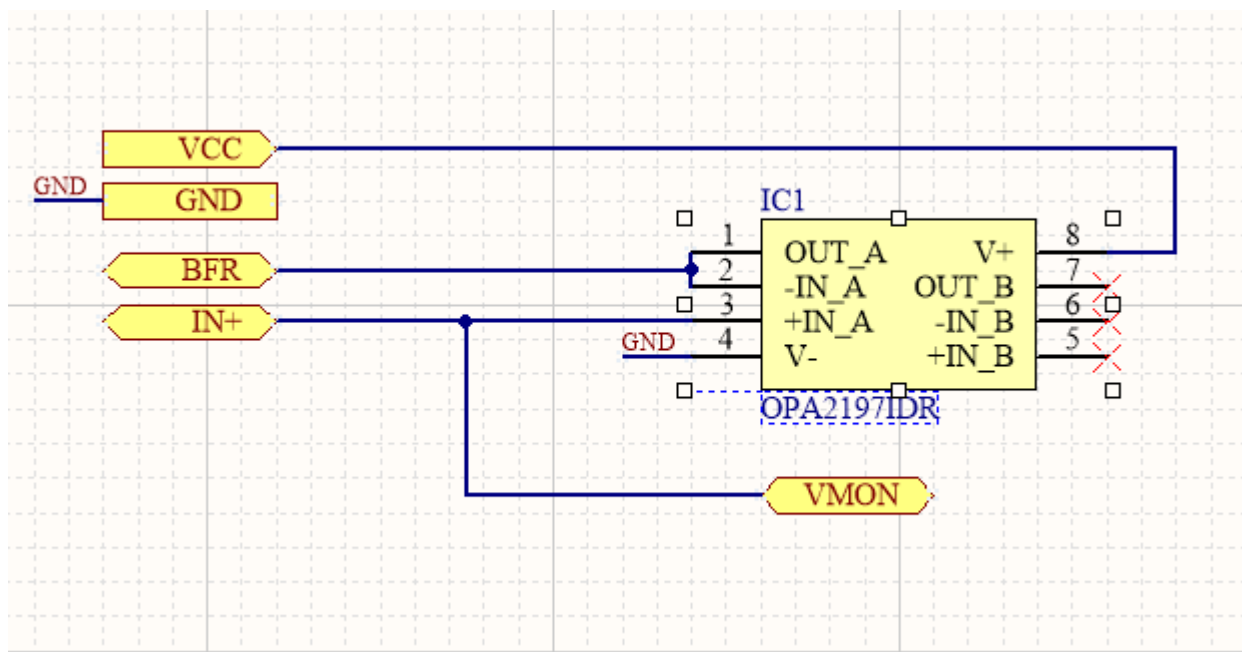 VCC
GND GND
IC1
BFR
IN+
1 OUT_A V+ 8
2 -IN_A OUT_B 7
3 +IN_A -IN_B 6
GND 4 V- +IN_B 5
OPA2197IDR
VMON